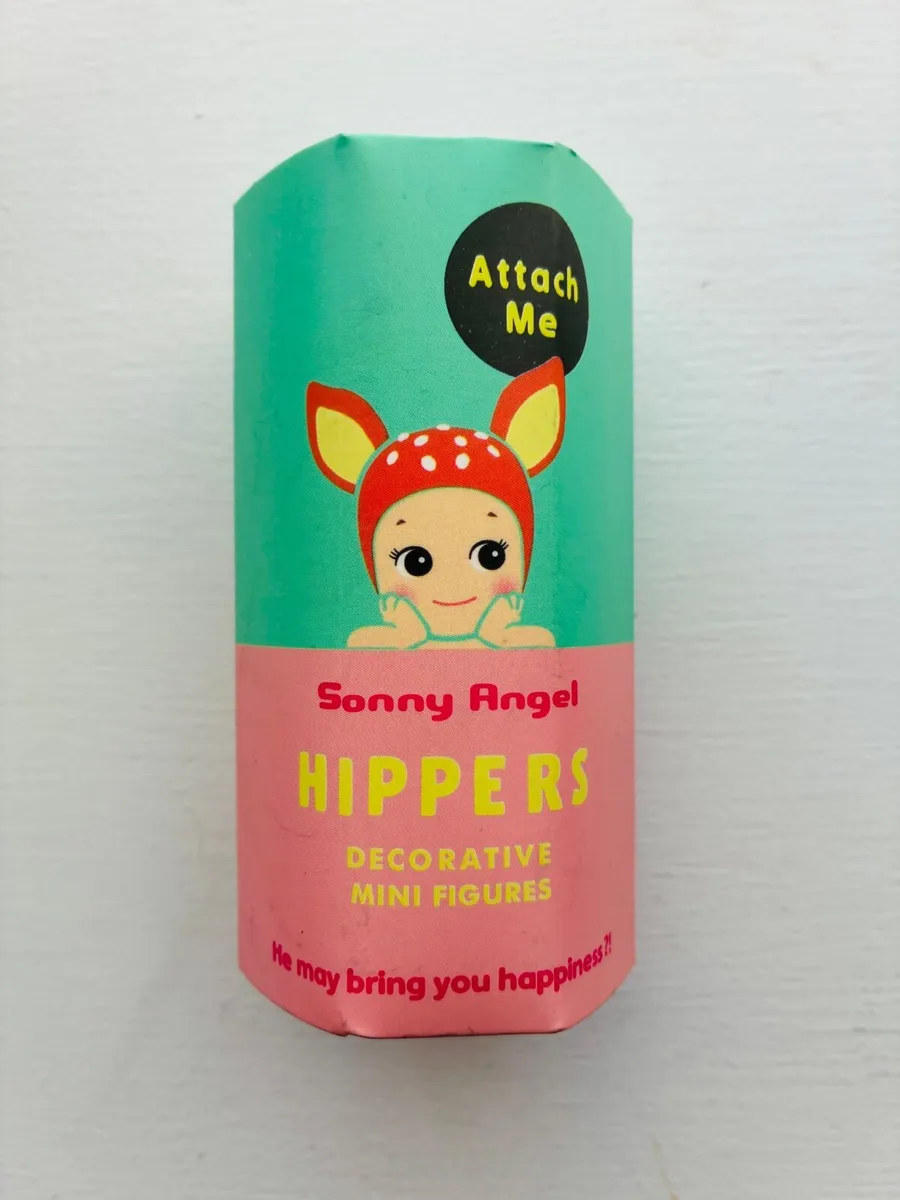 Attach
Me
Sonny Angel
HIPPERS
DECORATIVE
MINI FIGURES
He may bring you happiness?!